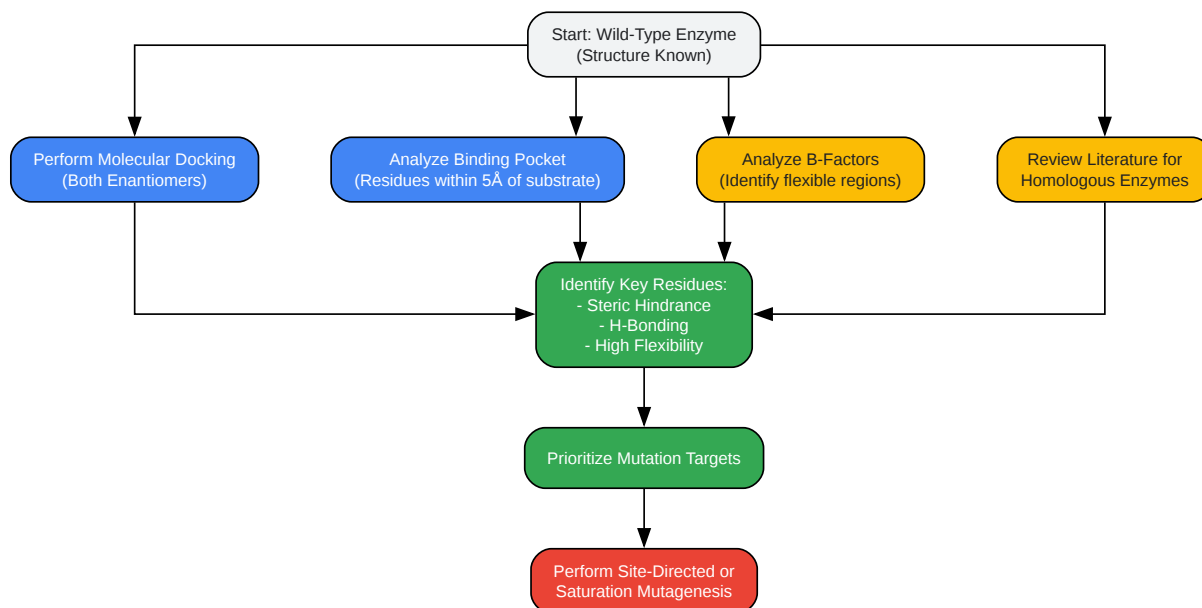 Start: Wild-Type Enzyme
(Structure Known)
Perform Molecular Docking
(Both Enantiomers)
Analyze Binding Pocket
(Residues within 5Å of substrate)
Analyze B-Factors
(Identify flexible regions)
Review Literature for
Homologous Enzymes
Identify Key Residues:
- Steric Hindrance
- H-Bonding
- High Flexibility
Prioritize Mutation Targets
Perform Site-Directed or
Saturation Mutagenesis